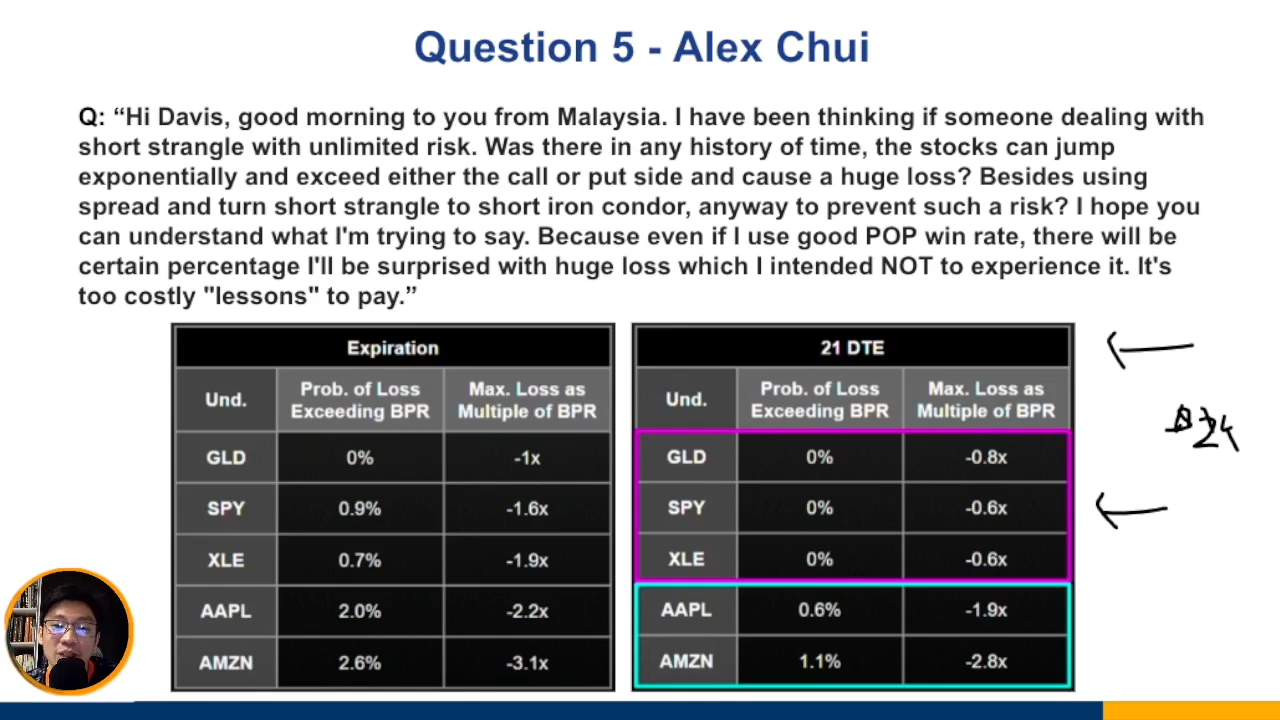 Question 5 - Alex Chui
Q: “Hi Davis, good morning to you from Malaysia. I have been thinking if someone dealing with
short strangle with unlimited risk. Was there in any history of time, the stocks can jump
exponentially and exceed either the call or put side and cause a huge loss? Besides using
spread and turn short strangle to short iron condor, anyway to prevent such a risk? I hope you
can understand what I'm trying to say. Because even if I use good POP win rate, there will be
certain percentage I'll be surprised with huge loss which I intended NOT to experience it. It's
too costly "lessons" to pay.”
Expiration
Und. Prob. of Loss Exceeding BPR Max. Loss as Multiple of BPR
GLD 0% -1x
SPY 0.9% -1.6x
XLE 0.7% -1.9x
AAPL 2.0% -2.2x
AMZN 2.6% -3.1x
21 DTE
Und. Prob. of Loss Exceeding BPR Max. Loss as Multiple of BPR
GLD 0% -0.8x
SPY 0% -0.6x
XLE 0% -0.6x
AAPL 0.6% -1.9x
AMZN 1.1% -2.8x